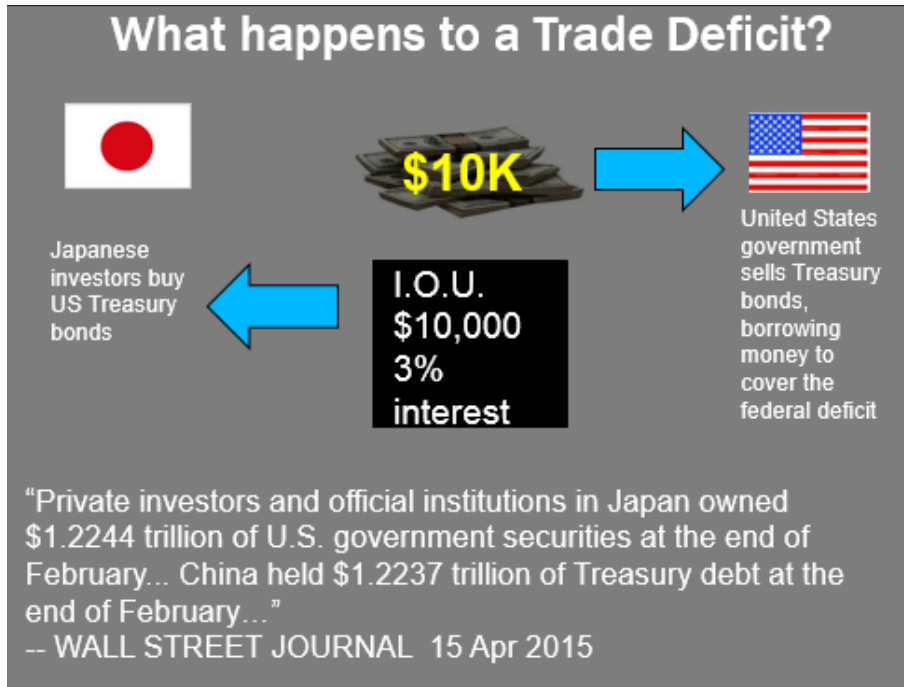 What happens to a Trade Deficit?
$10K
United States
government
sells Treasury
bonds,
borrowing
money to
cover the
federal deficit
Japanese
investors buy
US Treasury
bonds
I.O.U.
$10,000
3%
interest
“Private investors and official institutions in Japan owned
$1.2244 trillion of U.S. government securities at the end of
February... China held $1.2237 trillion of Treasury debt at the
end of February…”
-- WALL STREET JOURNAL  15 Apr 2015